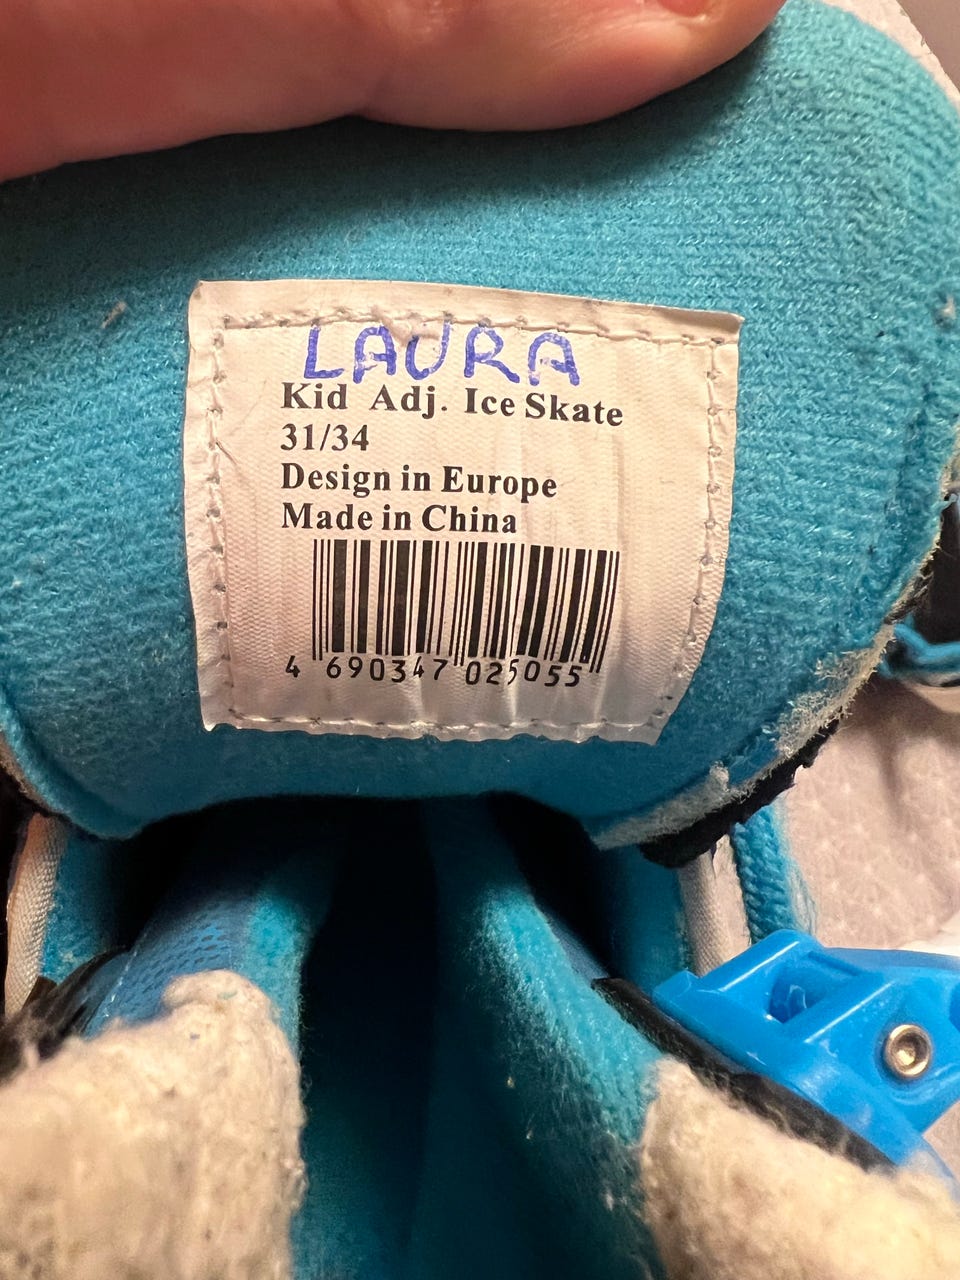 LAURA
Kid Adj. Ice Skate
31/34
Design in Europe
Made in China
4 690347 025055